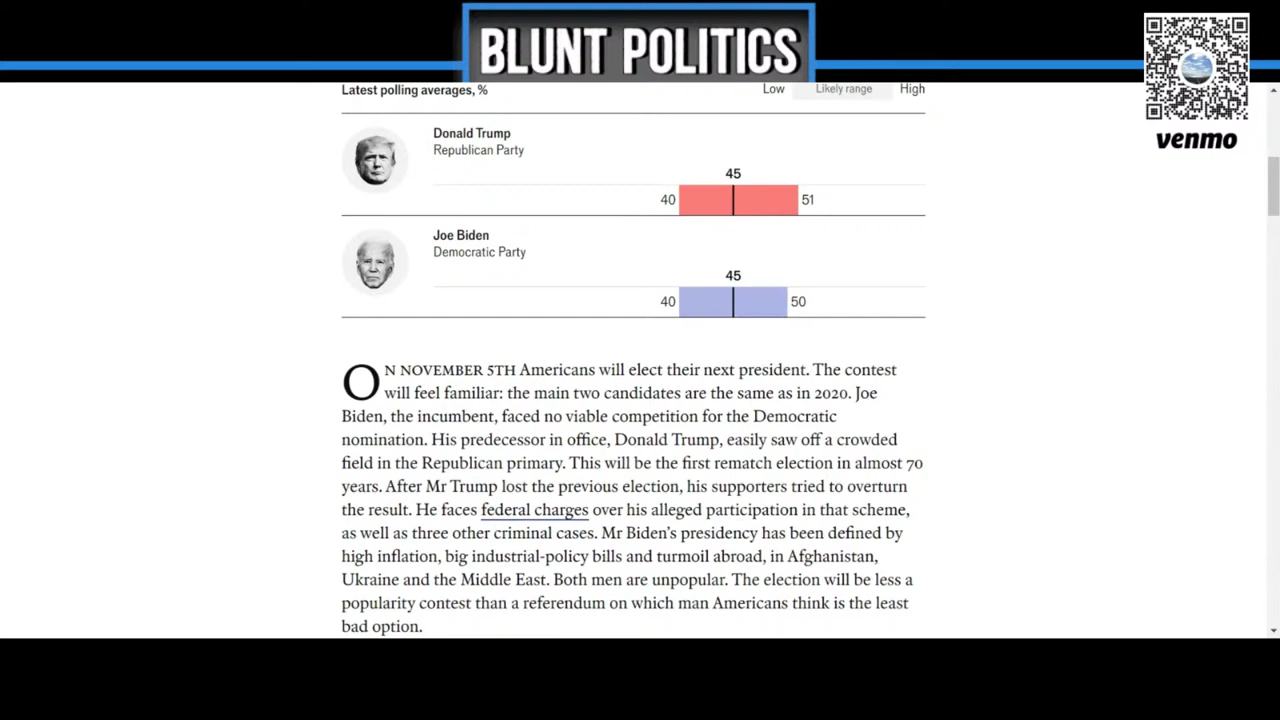 BLUNT POLITICS
venmo
Latest polling averages, %
Low Likely range High
Donald Trump
Republican Party
45
40 51
Joe Biden
Democratic Party
45
40 50
ON NOVEMBER 5TH Americans will elect their next president. The contest
will feel familiar: the main two candidates are the same as in 2020. Joe
Biden, the incumbent, faced no viable competition for the Democratic
nomination. His predecessor in office, Donald Trump, easily saw off a crowded
field in the Republican primary. This will be the first rematch election in almost 70
years. After Mr Trump lost the previous election, his supporters tried to overturn
the result. He faces federal charges over his alleged participation in that scheme,
as well as three other criminal cases. Mr Biden’s presidency has been defined by
high inflation, big industrial-policy bills and turmoil abroad, in Afghanistan,
Ukraine and the Middle East. Both men are unpopular. The election will be less a
popularity contest than a referendum on which man Americans think is the least
bad option.